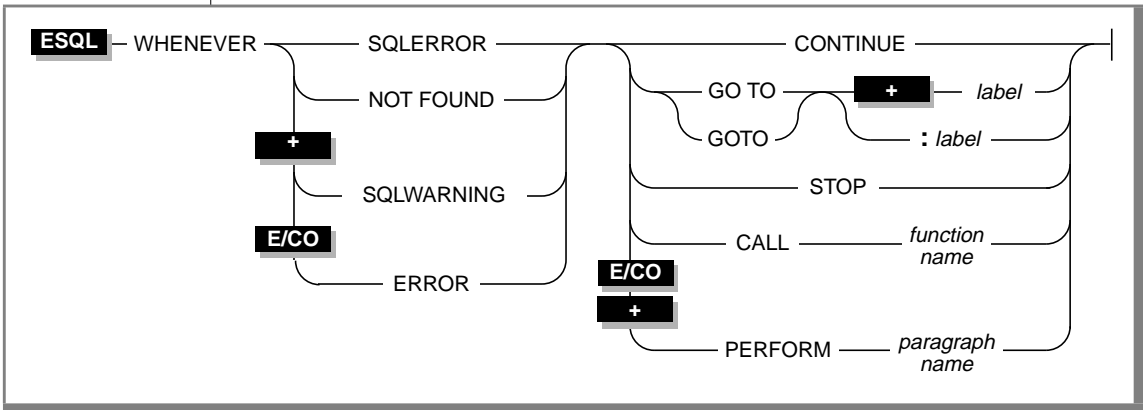 ESQL WHENEVER SQLERROR CONTINUE
NOT FOUND GO TO + label
GOTO : label
+
SQLWARNING STOP
E/CO CALL function name
ERROR E/CO
+
PERFORM paragraph name